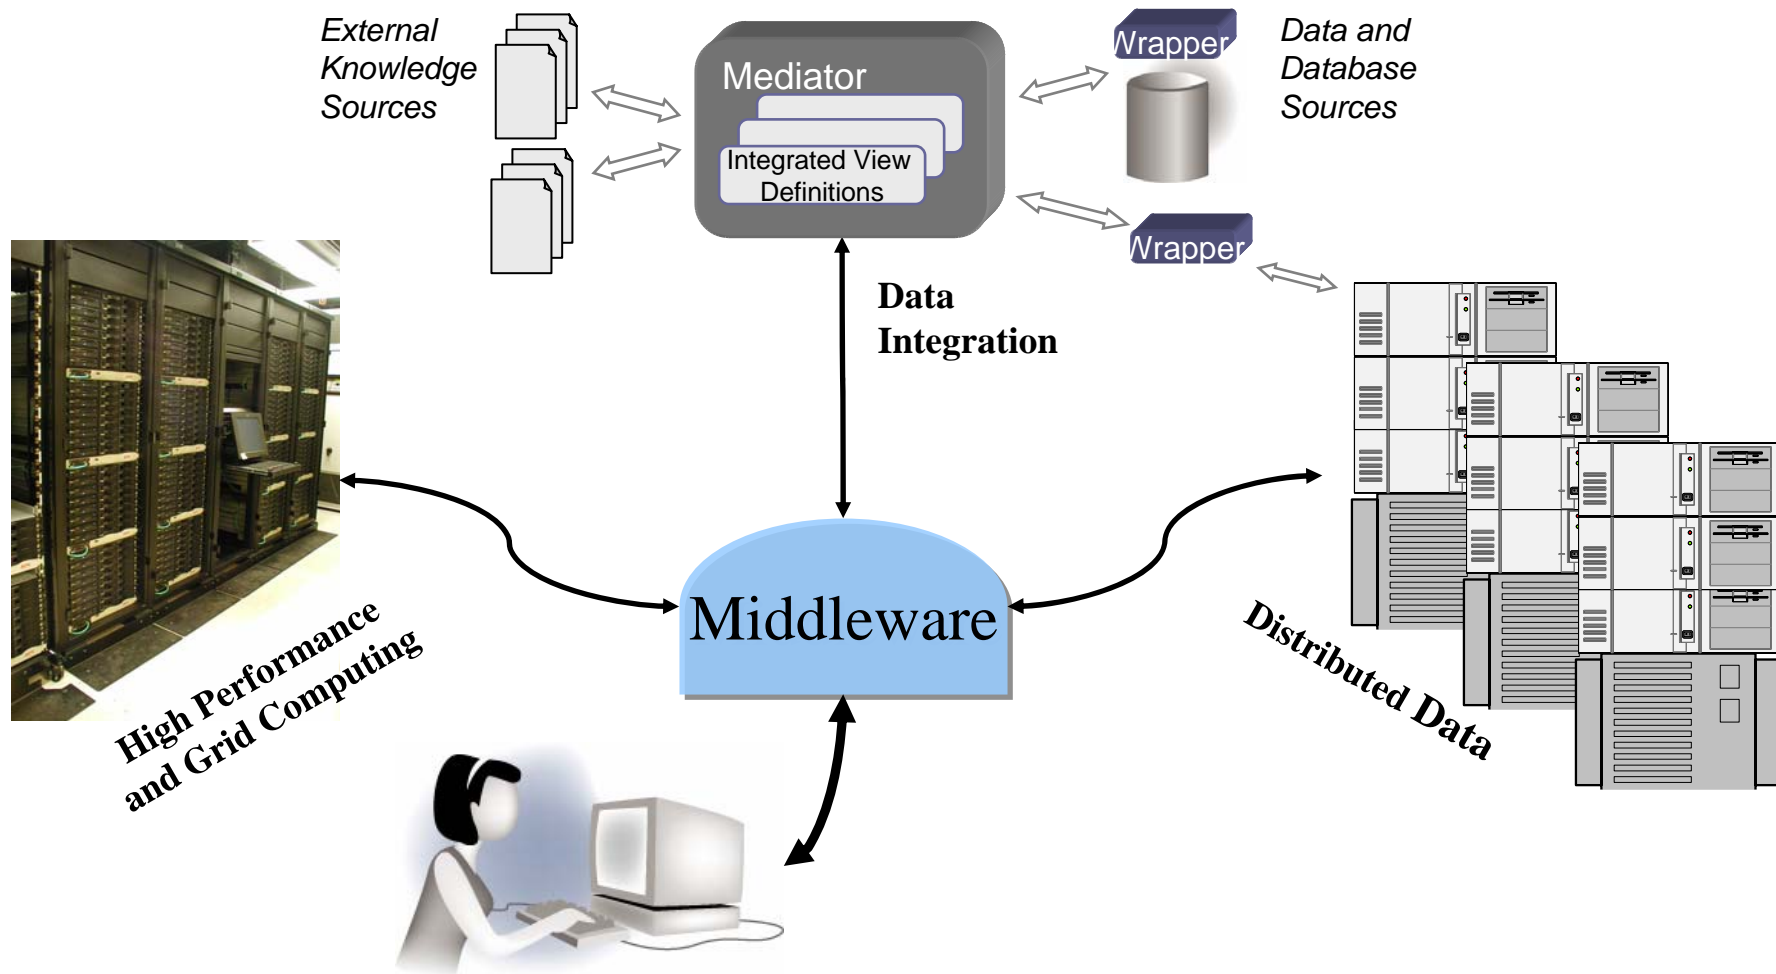 External
Knowledge
Sources
Mediator
Integrated View
Definitions
Wrapper
Data and
Database
Sources
Wrapper
Data
Integration
Middleware
High Performance
and Grid Computing
Distributed Data